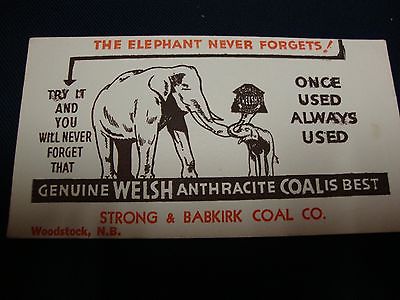 THE ELEPHANT NEVER FORGETS!
TRY IT
AND
YOU
WILL NEVER
FORGET
THAT
ONCE
USED
ALWAYS
USED
GENUINE WELSH ANTHRACITE COAL IS BEST
STRONG & BABKIRK COAL CO.
Woodstock, N.B.